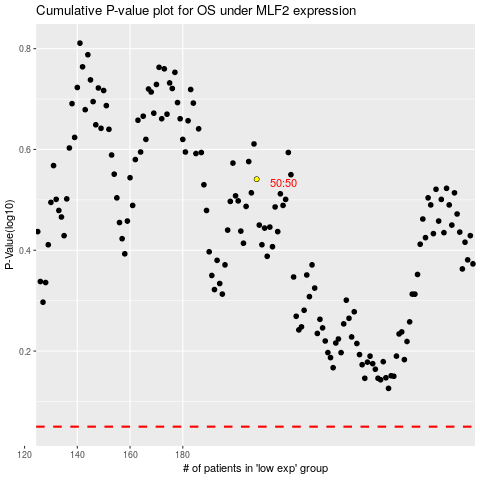 Cumulative P-value plot for OS under MLF2 expression
0.8
0.6
0.4
0.2
P-Value(log10)
50:50
120 140 160 180
# of patients in 'low exp' group